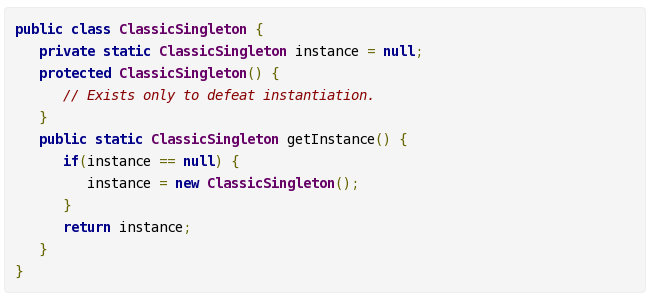 public class ClassicSingleton {
   private static ClassicSingleton instance = null;
   protected ClassicSingleton() {
      // Exists only to defeat instantiation.
   }
   public static ClassicSingleton getInstance() {
      if(instance == null) {
         instance = new ClassicSingleton();
      }
      return instance;
   }
}